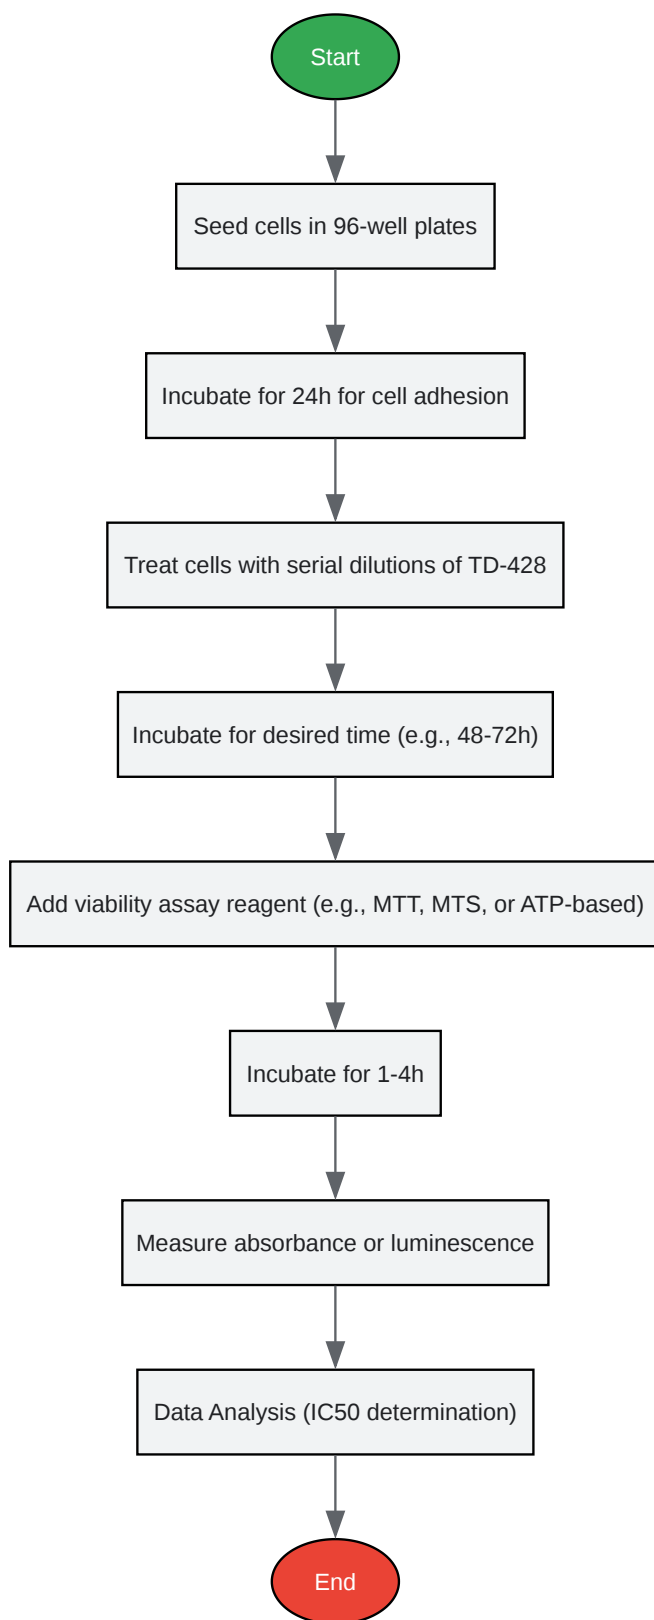 Start
Seed cells in 96-well plates
Incubate for 24h for cell adhesion
Treat cells with serial dilutions of TD-428
Incubate for desired time (e.g., 48-72h)
Add viability assay reagent (e.g., MTT, MTS, or ATP-based)
Incubate for 1-4h
Measure absorbance or luminescence
Data Analysis (IC50 determination)
End